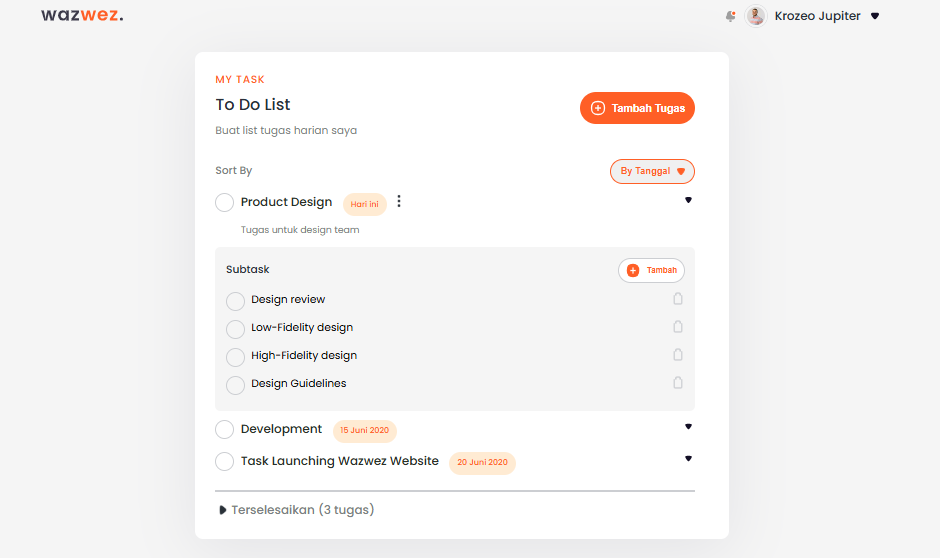 wazwez.
Krozeo Jupiter
MY TASK
To Do List
Tambah Tugas
Buat list tugas harian saya
Sort By
By Tanggal
Product Design
Hari ini
Tugas untuk design team
Subtask
Tambah
Design review
Low-Fidelity design
High-Fidelity design
Design Guidelines
Development
15 Juni 2020
Task Launching Wazwez Website
20 Juni 2020
Terselesaikan (3 tugas)